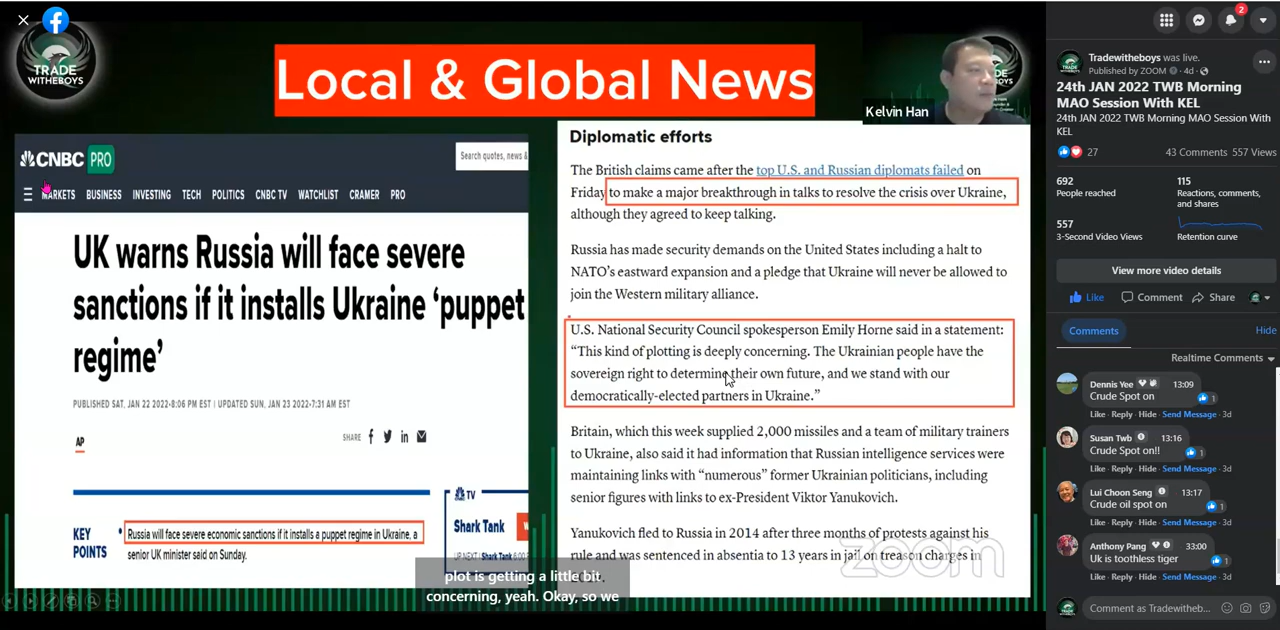 TRADE
WITHEBOYS
Local & Global News
Kelvin Han
CNBC PRO
Search quotes, news &
MARKETS BUSINESS INVESTING TECH POLITICS CNBC TV WATCHLIST CRAMER PRO
UK warns Russia will face severe
sanctions if it installs Ukraine ‘puppet
regime’
PUBLISHED SAT, JAN 22 2022•8:06 PM EST | UPDATED SUN, JAN 23 2022•7:31 AM EST
AP
SHARE
KEY
POINTS
• Russia will face severe economic sanctions if it installs a puppet regime in Ukraine, a
senior UK minister said on Sunday.
TV
Shark Tank
UP NEXT | Shark Tank
Diplomatic efforts
The British claims came after the top U.S. and Russian diplomats failed on
Friday to make a major breakthrough in talks to resolve the crisis over Ukraine,
although they agreed to keep talking.
Russia has made security demands on the United States including a halt to
NATO’s eastward expansion and a pledge that Ukraine will never be allowed to
join the Western military alliance.
U.S. National Security Council spokesperson Emily Horne said in a statement:
“This kind of plotting is deeply concerning. The Ukrainian people have the
sovereign right to determine their own future, and we stand with our
democratically-elected partners in Ukraine.”
Britain, which this week supplied 2,000 missiles and a team of military trainers
to Ukraine, also said it had information that Russian intelligence services were
maintaining links with “numerous” former Ukrainian politicians, including
senior figures with links to ex-President Viktor Yanukovich.
Yanukovich fled to Russia in 2014 after three months of protests against his
rule and was sentenced in absentia to 13 years in jail on treason charges in
zoom
plot is getting a little bit
concerning, yeah. Okay, so we
2
Tradewitheboys was live.
Published by ZOOM · 4d ·
24th JAN 2022 TWB Morning
MAO Session With KEL
24th JAN 2022 TWB Morning MAO Session With
KEL
27
43 Comments 557 Views
692
People reached
115
Reactions, comments,
and shares
557
3-Second Video Views
Retention curve
View more video details
Like Comment Share
Comments
Hide
Realtime Comments
Dennis Yee 13:09
Crude Spot on
1
Like · Reply · Hide · Send Message · 3d
Susan Twb 13:16
Crude Spot on!!
1
Like · Reply · Hide · Send Message · 3d
Lui Choon Seng 13:17
Crude oil spot on
1
Like · Reply · Hide · Send Message · 3d
Anthony Pang 33:00
Uk is toothless tiger
1
Like · Reply · Hide · Send Message · 3d
Comment as Tradewitheb...